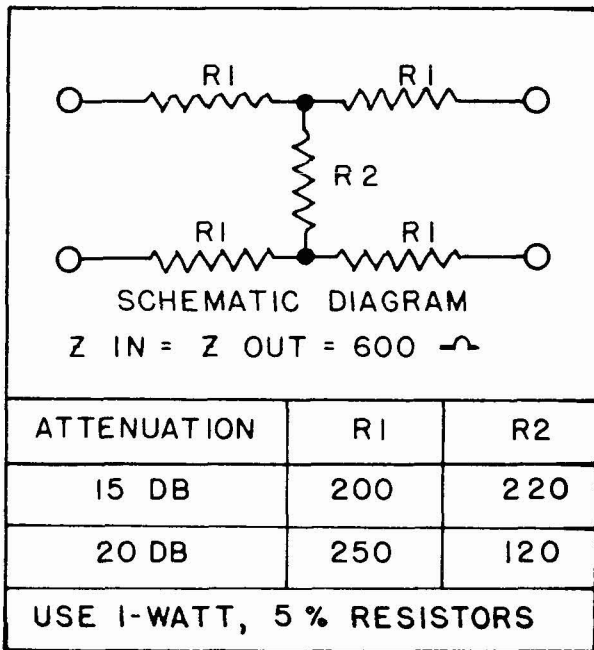 R1 R1
R2
R1 R1
SCHEMATIC DIAGRAM
Z IN = Z OUT = 600 Ω
ATTENUATION R1 R2
15 DB 200 220
20 DB 250 120
USE 1-WATT, 5% RESISTORS